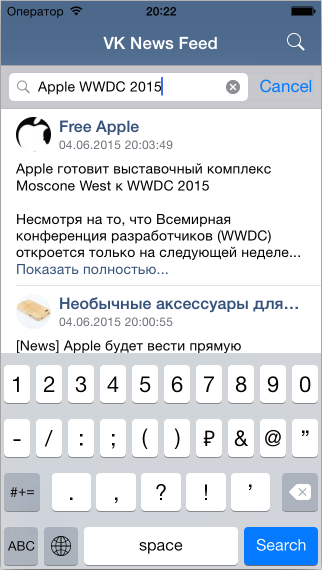 Оператор 20:22
VK News Feed
Apple WWDC 2015 Cancel
Free Apple
04.06.2015 20:03:49
Apple готовит выставочный комплекс
Moscone West к WWDC 2015
Несмотря на то, что Всемирная
конференция разработчиков (WWDC)
откроется только на следующей неделе...
Показать полностью...
Необычные аксессуары для...
04.06.2015 20:00:55
[News] Apple будет вести прямую
1 2 3 4 5 6 7 8 9 0
- / : ; ( ) ₽ & @ ”
#+= . , ? ! ’
ABC space Search